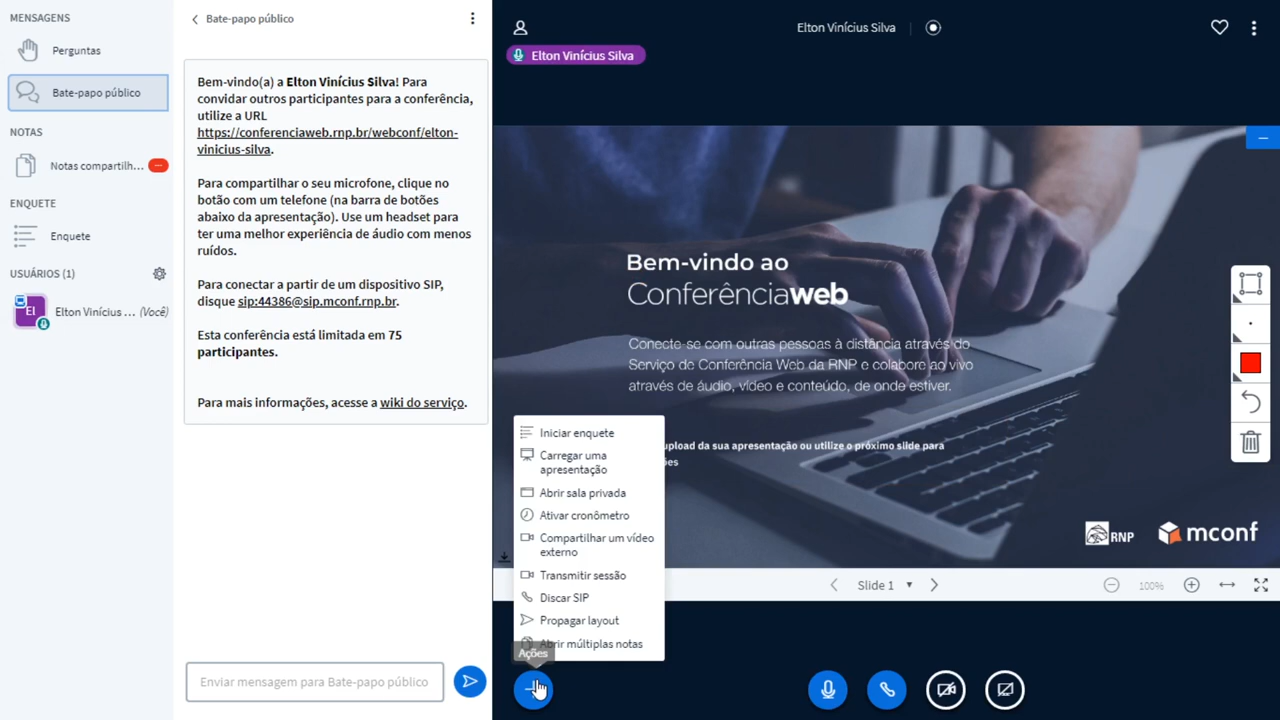 MENSAGENS
Perguntas
Bate-papo público
NOTAS
Notas compartilh...
ENQUETE
Enquete
USUÁRIOS (1)
EI
Elton Vinícius ... (Você)
Bate-papo público
Bem-vindo(a) a Elton Vinícius Silva! Para
convidar outros participantes para a conferência,
utilize a URL
https://conferenciaweb.rnp.br/webconf/elton-
vinicius-silva.
Para compartilhar o seu microfone, clique no
botão com um telefone (na barra de botões
abaixo da apresentação). Use um headset para
ter uma melhor experiência de áudio com menos
ruídos.
Para conectar a partir de um dispositivo SIP,
disque sip:44386@sip.mconf.rnp.br.
Esta conferência está limitada em 75
participantes.
Para mais informações, acesse a wiki do serviço.
Enviar mensagem para Bate-papo público
Elton Vinícius Silva
Elton Vinícius Silva
Bem-vindo ao
Conferênciaweb
Conecte-se com outras pessoas à distância através do
Serviço de Conferência Web da RNP e colabore ao vivo
através de áudio, vídeo e conteúdo, de onde estiver.
upload da sua apresentação ou utilize o próximo slide para
RNP
mconf
Iniciar enquete
Carregar uma
apresentação
Abrir sala privada
Ativar cronômetro
Compartilhar um vídeo
externo
Transmitir sessão
Discar SIP
Propagar layout
Abrir múltiplas notas
Ações
Slide 1
100%